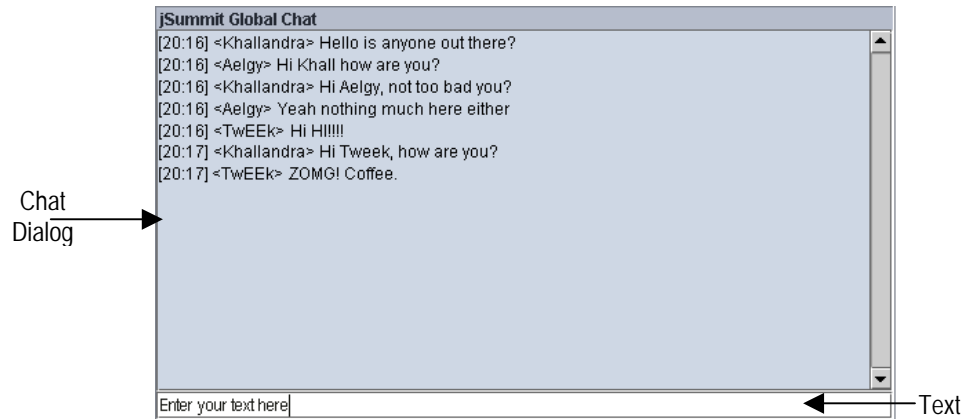 jSummit Global Chat
[20:16] <Khallandra> Hello is anyone out there?
[20:16] <Aelgy> Hi Khall how are you?
[20:16] <Khallandra> Hi Aelgy, not too bad you?
[20:16] <Aelgy> Yeah nothing much here either
[20:16] <TwEEk> Hi HI!!!!
[20:17] <Khallandra> Hi Tweek, how are you?
[20:17] <TwEEk> ZOMG! Coffee.
Chat
Dialog
Enter your text here
Text